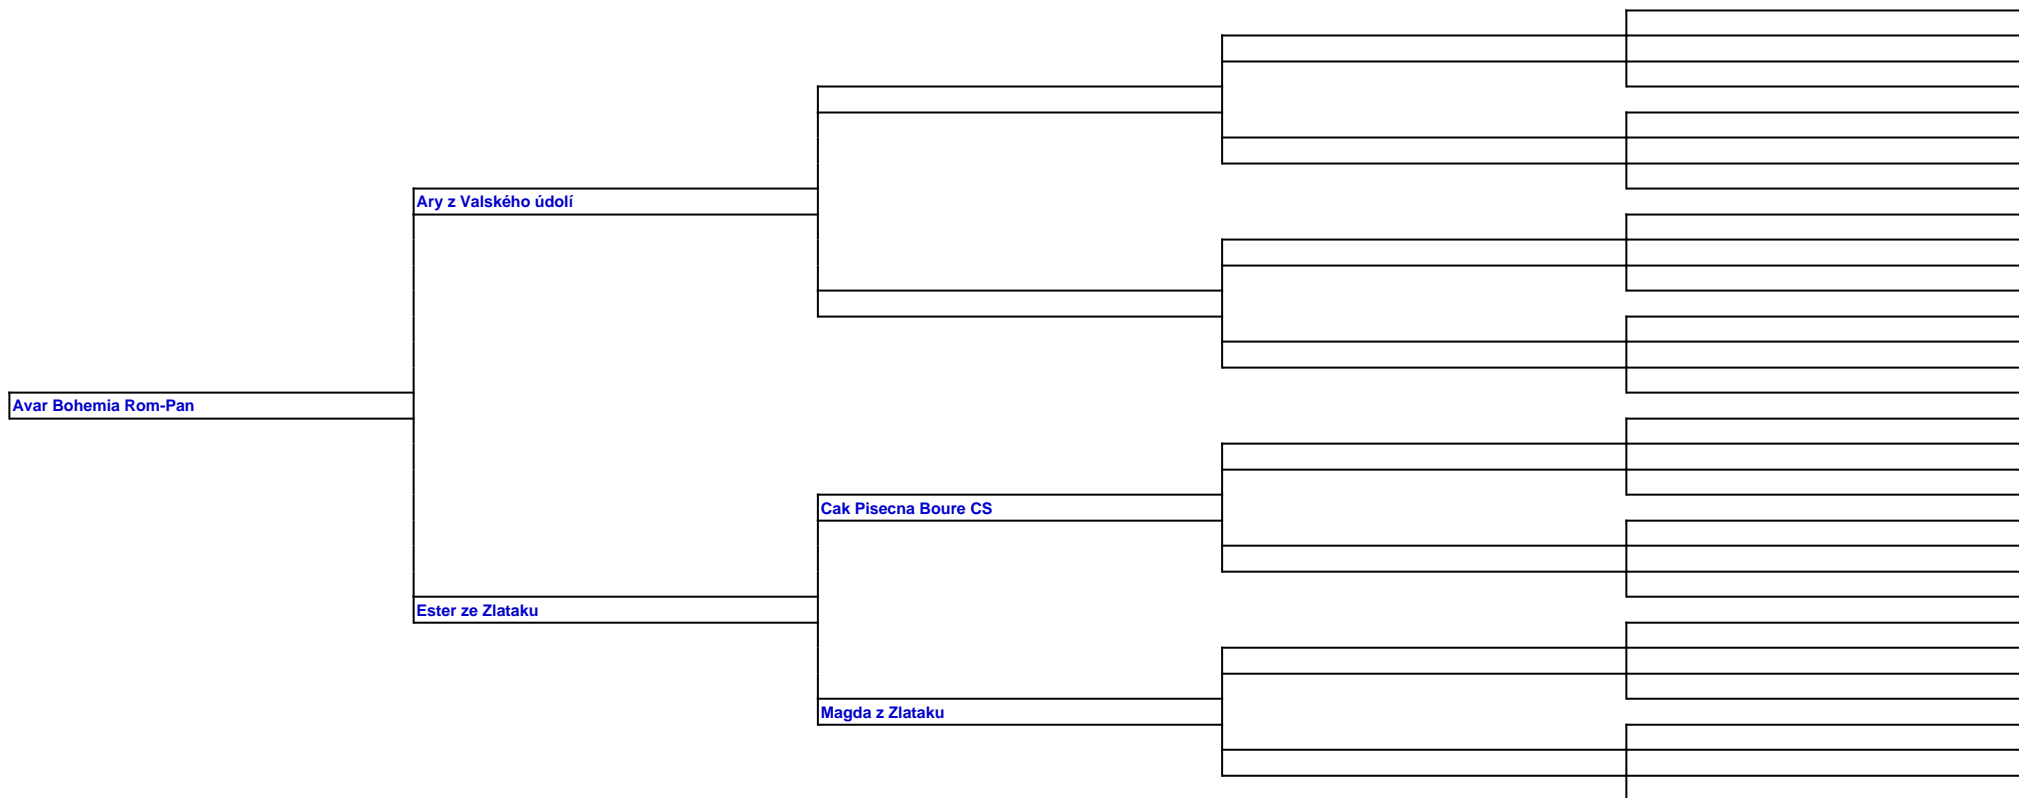 Ary z Valského údolí
Avar Bohemia Rom-Pan
Cak Pisecna Boure CS
Ester ze Zlataku
Magda z Zlataku